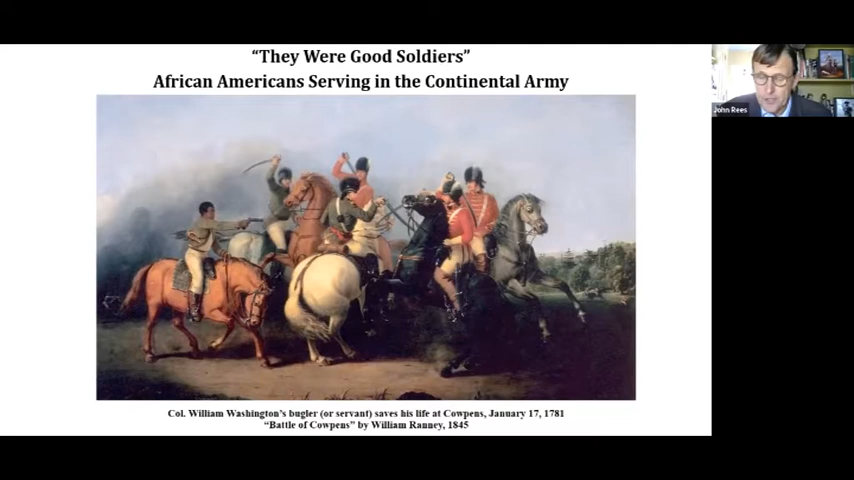 “They Were Good Soldiers”
African Americans Serving in the Continental Army
John Rees
Col. William Washington’s bugler (or servant) saves his life at Cowpens, January 17, 1781
“Battle of Cowpens” by William Ranney, 1845